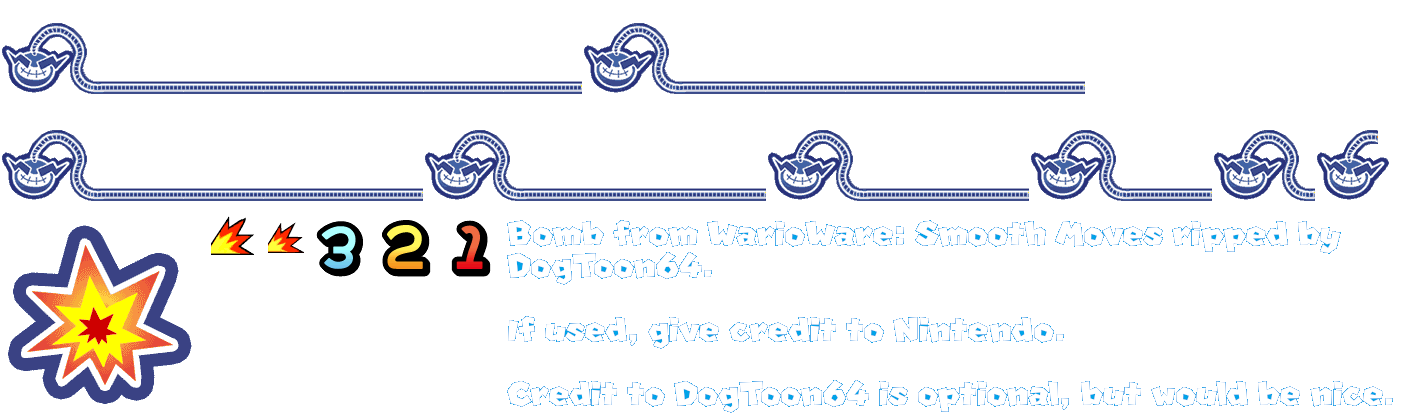 3 2 1
Bomb from WarioWare: Smooth Moves ripped by
DogToon64.
If used, give credit to Nintendo.
Credit to DogToon64 is optional, but would be nice.